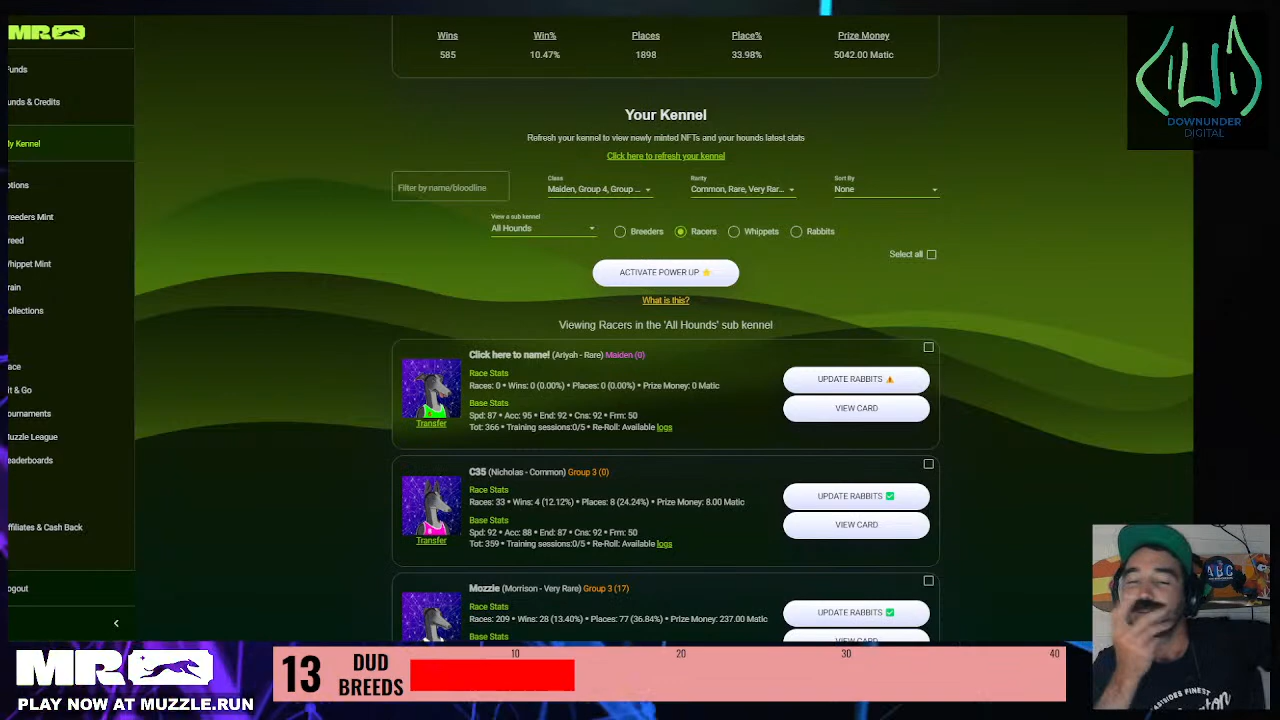 MR
Funds
unds & Credits
ly Kennel
ptions
reeders Mint
reed
hippet Mint
rain
ollections
ace
it & Go
ournaments
uzzle League
eaderboards
ffiliates & Cash Back
ogout
Wins Win% Places Place% Prize Money
585 10.47% 1898 33.98% 5042.00 Matic
DOWNUNDER
DIGITAL
Your Kennel
Refresh your kennel to view newly minted NFTs and your hounds latest stats
Click here to refresh your kennel
Class Rarity Sort By
Filter by name/bloodline Maiden, Group 4, Group ... Common, Rare, Very Rar... None
View a sub kennel
All Hounds Breeders Racers Whippets Rabbits
Select all
ACTIVATE POWER UP
What is this?
Viewing Racers in the 'All Hounds' sub kennel
Click here to name! (Ariyah - Rare) Maiden (0)
Race Stats
Races: 0 • Wins: 0 (0.00%) • Places: 0 (0.00%) • Prize Money: 0 Matic
Base Stats
Spd: 87 • Acc: 95 • End: 92 • Cns: 92 • Frm: 50
Tot: 366 • Training sessions:0/5 • Re-Roll: Available logs
Transfer
UPDATE RABBITS
VIEW CARD
C35 (Nicholas - Common) Group 3 (0)
Race Stats
Races: 33 • Wins: 4 (12.12%) • Places: 8 (24.24%) • Prize Money: 8.00 Matic
Base Stats
Spd: 92 • Acc: 88 • End: 87 • Cns: 92 • Frm: 50
Tot: 359 • Training sessions:0/5 • Re-Roll: Available logs
Transfer
UPDATE RABBITS
VIEW CARD
Mozzie (Morrison - Very Rare) Group 3 (17)
Race Stats
Races: 209 • Wins: 28 (13.40%) • Places: 77 (36.84%) • Prize Money: 237.00 Matic
Base Stats
UPDATE RABBITS
VIEW CARD
ABC
EASTSIDES FINEST
MR
PLAY NOW AT MUZZLE.RUN
13 DUD
BREEDS
10 20 30 40